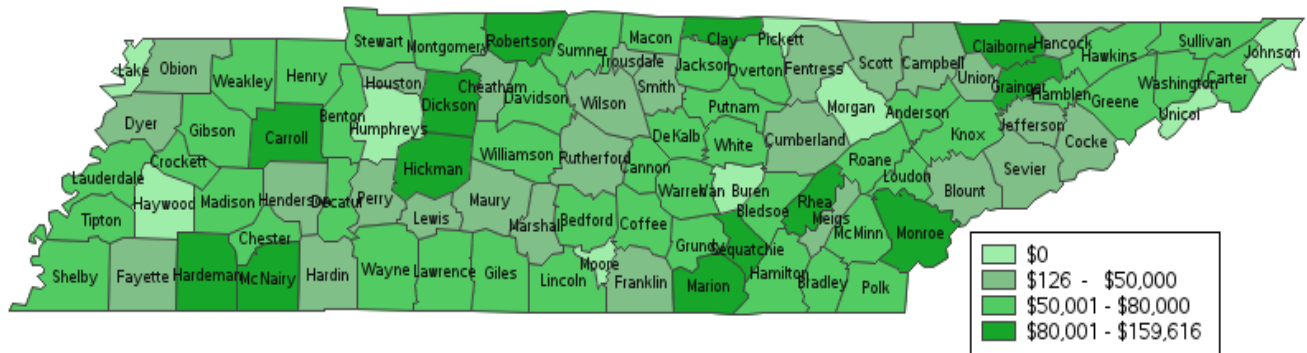 Stewart Montgomery Robertson Sumner Macon Clay Pickett Claiborne Hancock Sullivan Johnson
Lake Obion Weakley Henry Houston Cheatham Davidson Trousdale Jackson Overton Fentress Scott Campbell Union Hawkins Washington Carter
Dickson Wilson Smith Grainger Hamblen Greene
Dyer Gibson Benton Humphreys Putnam Morgan Anderson Unicol
Carroll DeKalb White Cumberland Knox Jefferson Cocke
Crockett Hickman Williamson Rutherford Cannon Roane Loudon Sevier
Lauderdale Haywood Madison Henderson Decatur Perry Maury Warren Van Buren Rhea Blount
Tipton Lewis Marshall Bedford Coffee Bledsoe Meigs McMinn Monroe
Chester Grundy Sequatchie
Shelby Fayette Hardeman McNairy Hardin Wayne Lawrence Giles Lincoln Moore Franklin Marion Hamilton Bradley Polk
$0
$126 - $50,000
$50,001 - $80,000
$80,001 - $159,616